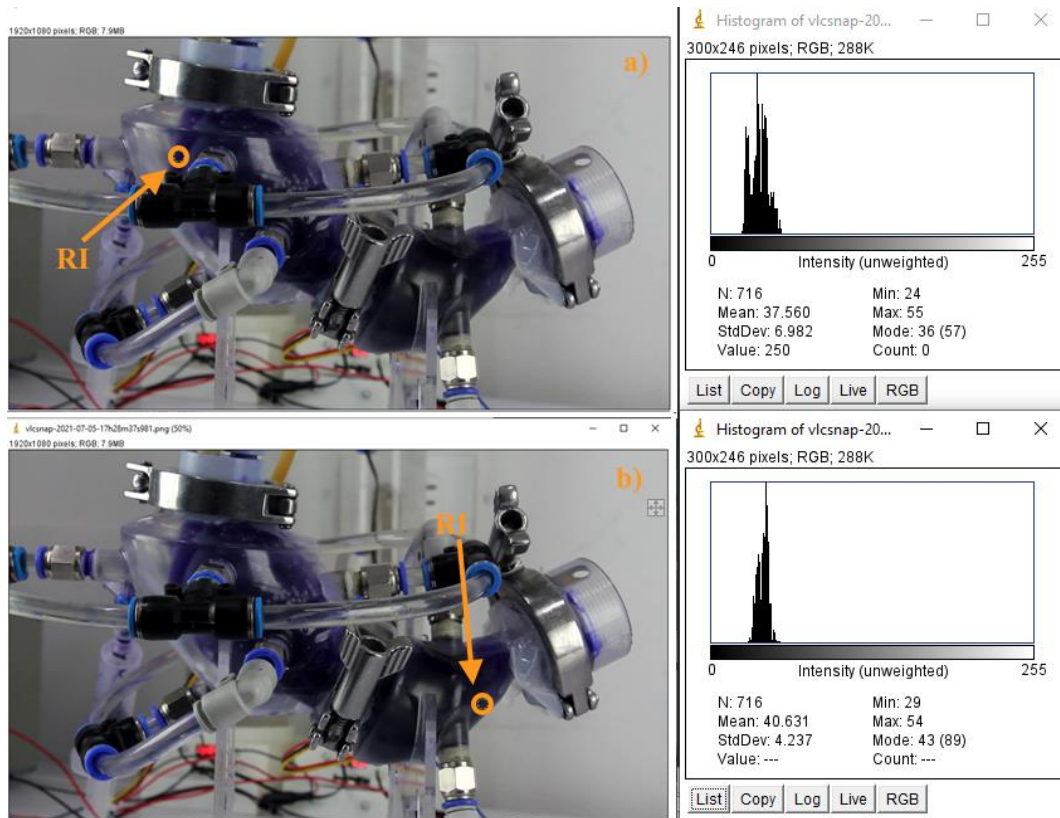 1920x1080 pixels; RGB; 7.9MB
a)
RI
Histogram of vlcsnap-20...
300x246 pixels; RGB; 288K
0 Intensity (unweighted) 255
N: 716 Min: 24
Mean: 37.560 Max: 55
StdDev: 6.982 Mode: 36 (57)
Value: 250 Count: 0
List Copy Log Live RGB
vlcsnap-2021-07-05-17h28m37s981.png (50%)
1920x1080 pixels; RGB; 7.9MB
b)
RI
Histogram of vlcsnap-20...
300x246 pixels; RGB; 288K
0 Intensity (unweighted) 255
N: 716 Min: 29
Mean: 40.631 Max: 54
StdDev: 4.237 Mode: 43 (89)
Value: --- Count: ---
List Copy Log Live RGB